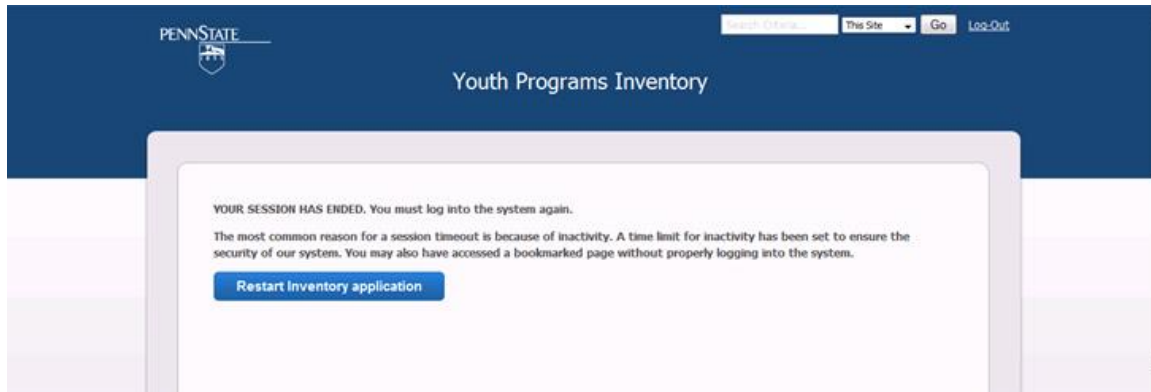 PENNSTATE
Search Criteria...
This Site
Go
Log-Out
Youth Programs Inventory
YOUR SESSION HAS ENDED. You must log into the system again.
The most common reason for a session timeout is because of inactivity. A time limit for inactivity has been set to ensure the
security of our system. You may also have accessed a bookmarked page without properly logging into the system.
Restart Inventory application